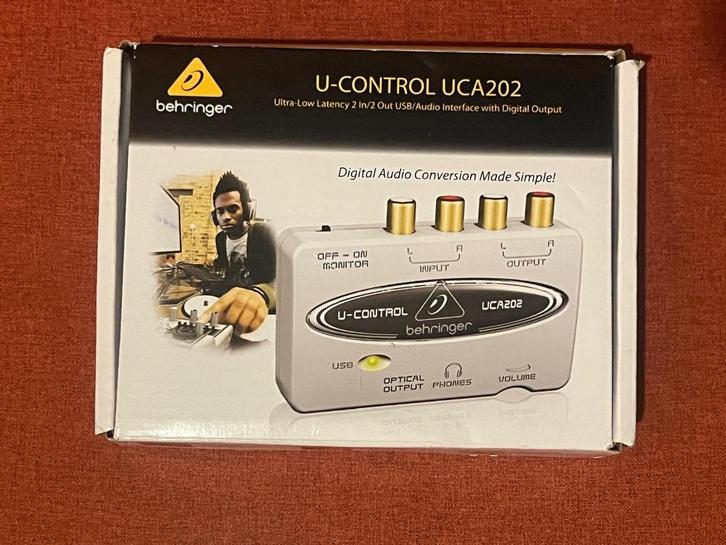 behringer
U-CONTROL UCA202
Ultra-Low Latency 2 In/2 Out USB/Audio Interface with Digital Output
Digital Audio Conversion Made Simple!
OFF - ON
MONITOR
L R
INPUT
L R
OUTPUT
U-CONTROL
UCA202
behringer
USB
OPTICAL
OUTPUT
PHONES
VOLUME